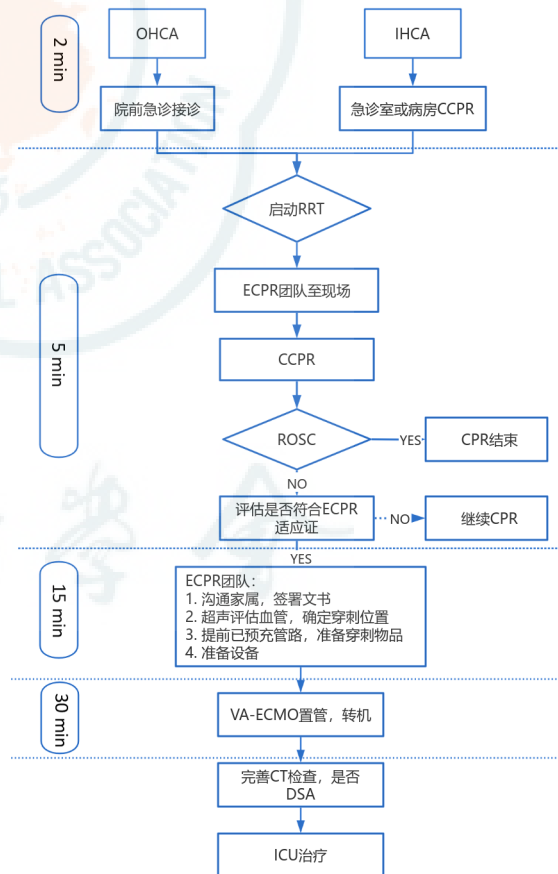 2 min
OHCA
IHCA
院前急诊接诊
急诊室或病房CCPR
启动RRT
5 min
ECPR团队至现场
CCPR
ROSC
YES
CPR结束
NO
评估是否符合ECPR
适应证
NO
继续CPR
YES
15 min
ECPR团队：
1. 沟通家属，签署文书
2. 超声评估血管，确定穿刺位置
3. 提前已预充管路，准备穿刺物品
4. 准备设备
30 min
VA-ECMO置管，转机
完善CT检查，是否
DSA
ICU治疗
ASSOCIATION